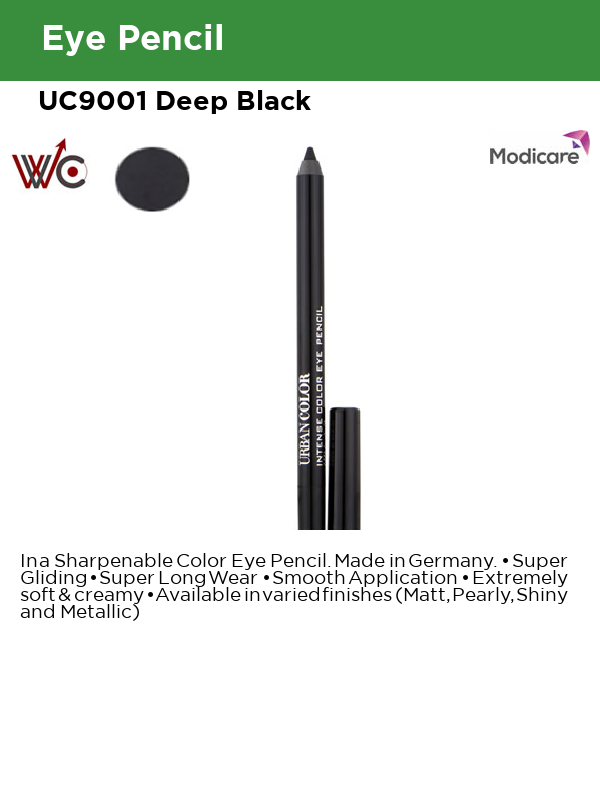 Eye Pencil
UC9001 Deep Black
WC
Modicare
URBAN COLOR
INTENSE COLOR EYE PENCIL
In a Sharpenable Color Eye Pencil. Made in Germany. • Super
Gliding • Super Long Wear • Smooth Application • Extremely
soft & creamy • Available in varied finishes (Matt, Pearly, Shiny
and Metallic)